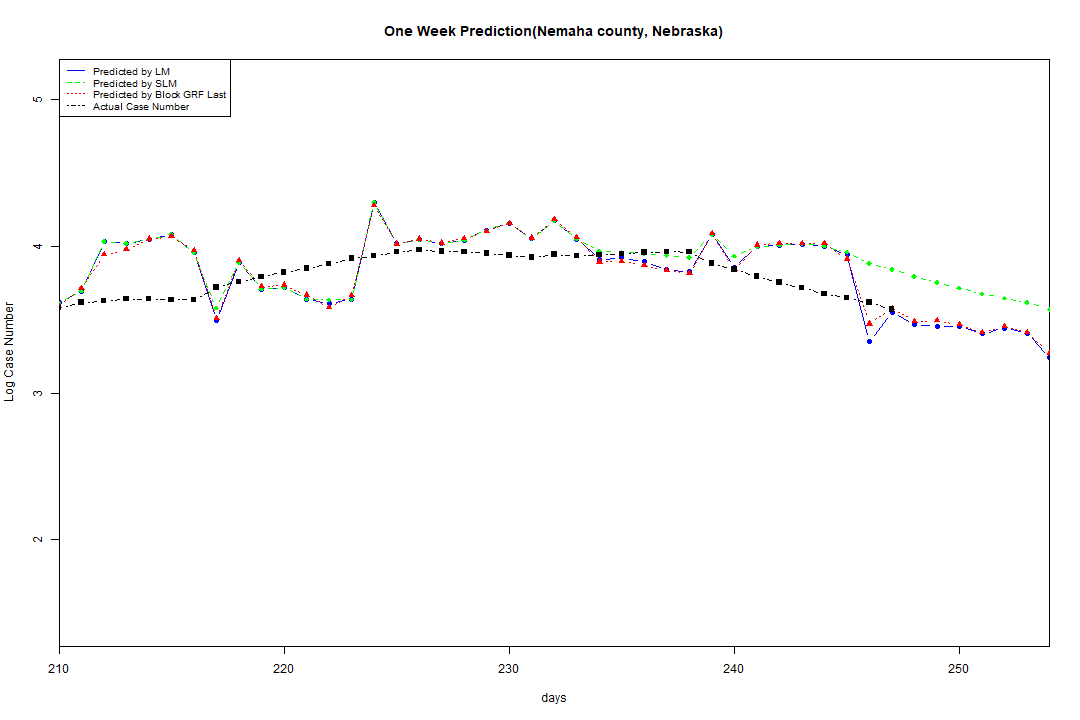 One Week Prediction(Nemaha county, Nebraska)
Predicted by LM
Predicted by SLM
Predicted by Block GRF Last
Actual Case Number
5
4
3
2
Log Case Number
210 220 230 240 250
days